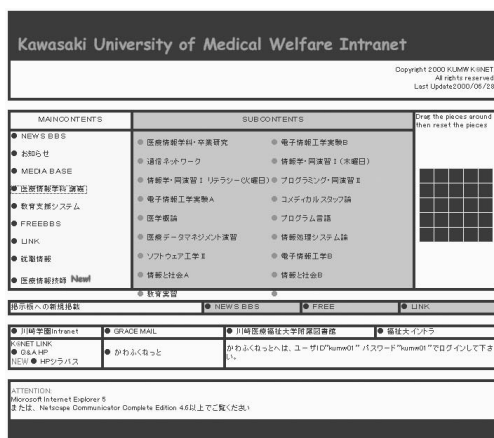 Kawasaki University of Medical Welfare Intranet
Copyright 2000 KUMW K@NET
All rights reserved
Last Update2000/06/28
MAINCONTENTS
SUBCONTENTS
Drag the pieces around
then reset the pieces
● NEWS BBS
● お知らせ
● MEDIA BASE
● 医療情報学科 講義
● 教育支援システム
● FREEBBS
● LINK
● 就職情報
● 医療情報技師 New!
● 医療情報学科・卒業研究
● 電子情報工学実験B
● 通信ネットワーク
● 情報学・同演習Ⅰ(木曜日)
● 情報学・同演習Ⅰ リテラシー(火曜日)
● プログラミング・同演習Ⅱ
● 電子情報工学実験A
● コメディカルスタッフ論
● 医学概論
● プログラム言語
● 医療データマネジメント演習
● 情報処理システム論
● ソフトウェア工学Ⅱ
● 電子情報工学B
● 情報と社会A
● 情報と社会B
● 教育実習
●
掲示板への新規掲載
● NEWS BBS
● FREE
● LINK
● 川崎学園Intranet
● GRACE MAIL
● 川崎医療福祉大学附属図書館
● 福祉大イントラ
K@NET LINK
● Q&A HP
NEW ● HPシラバス
● かわふくねっと
かわふくねっとへは、ユーザID"kumw01" パスワード"kumw01"でログインして下さ
い。
ATTENTION:
Microsoft Internet Explorer 5
または、Netscape Communicator Complete Edition 4.6以上でご覧ください